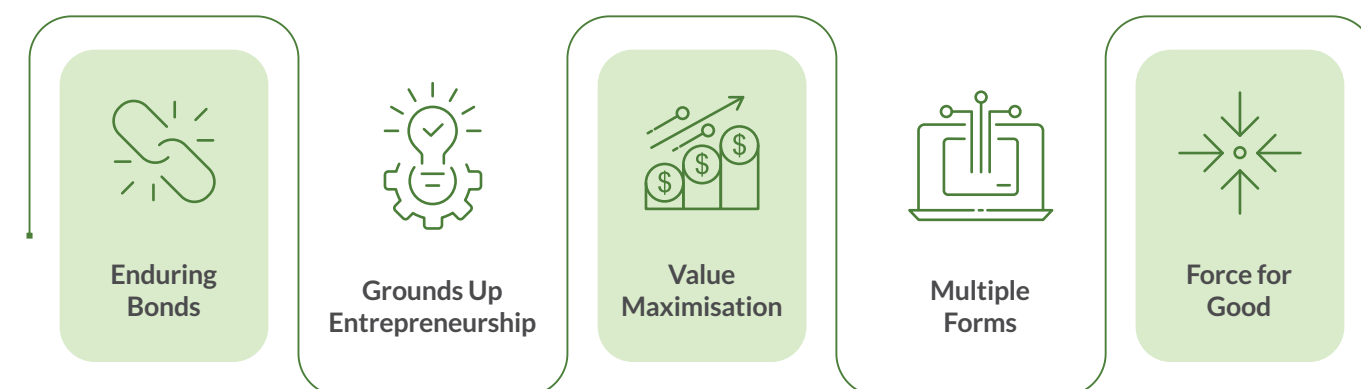 Enduring
Bonds
Grounds Up
Entrepreneurship
$
$
$
Value
Maximisation
Multiple
Forms
Force for
Good